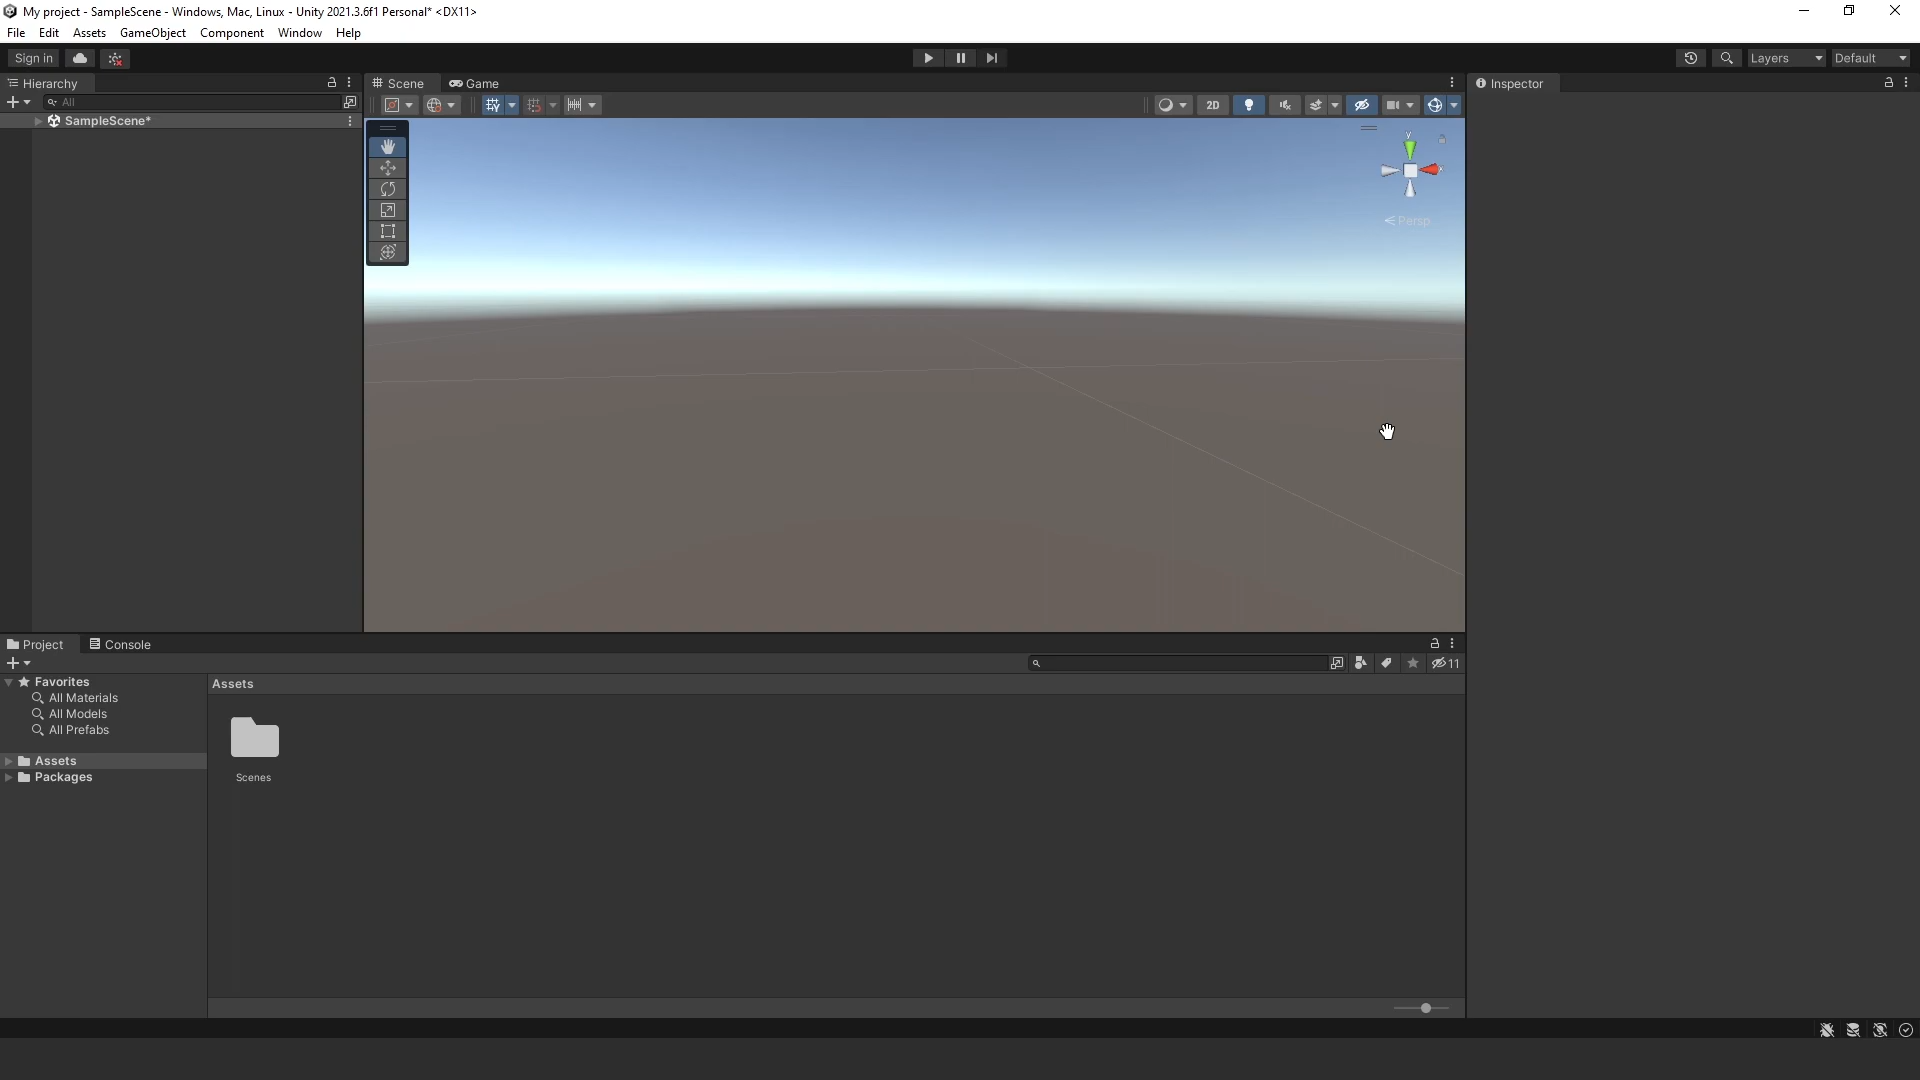 My project - SampleScene - Windows, Mac, Linux - Unity 2021.3.6f1 Personal* <DX11>
File Edit Assets GameObject Component Window Help
Sign in Layers Default
Hierarchy Scene Game Inspector
All 2D
SampleScene*
y
Persp
Project Console
11
Favorites Assets
All Materials
All Models
All Prefabs
Assets
Packages
Scenes